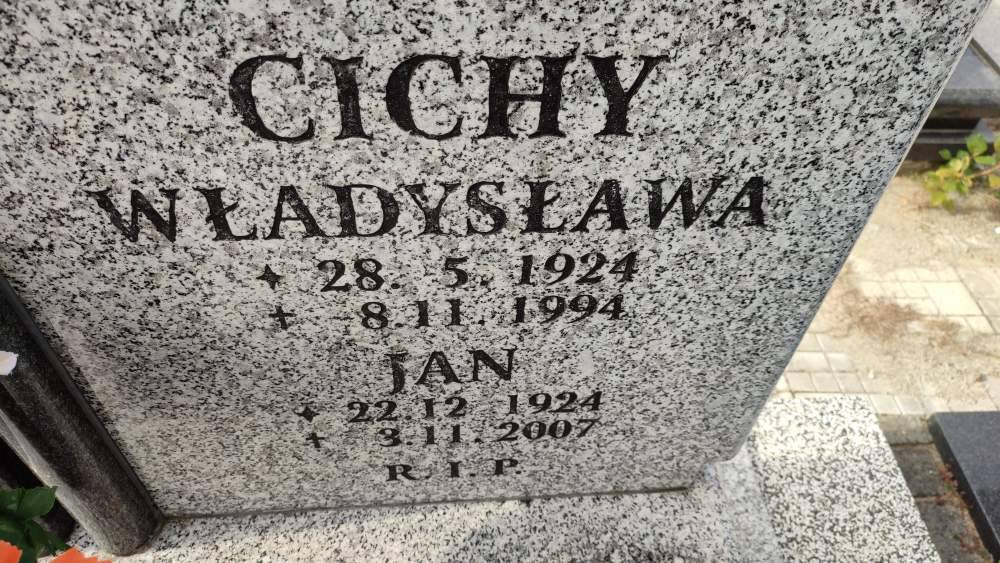 CICHY
WŁADYSŁAWA
✦ 28. 5. 1924
+ 8.11. 1994
JAN
✦ 22.12 1924
+ 3.11.2007
R.I.P.